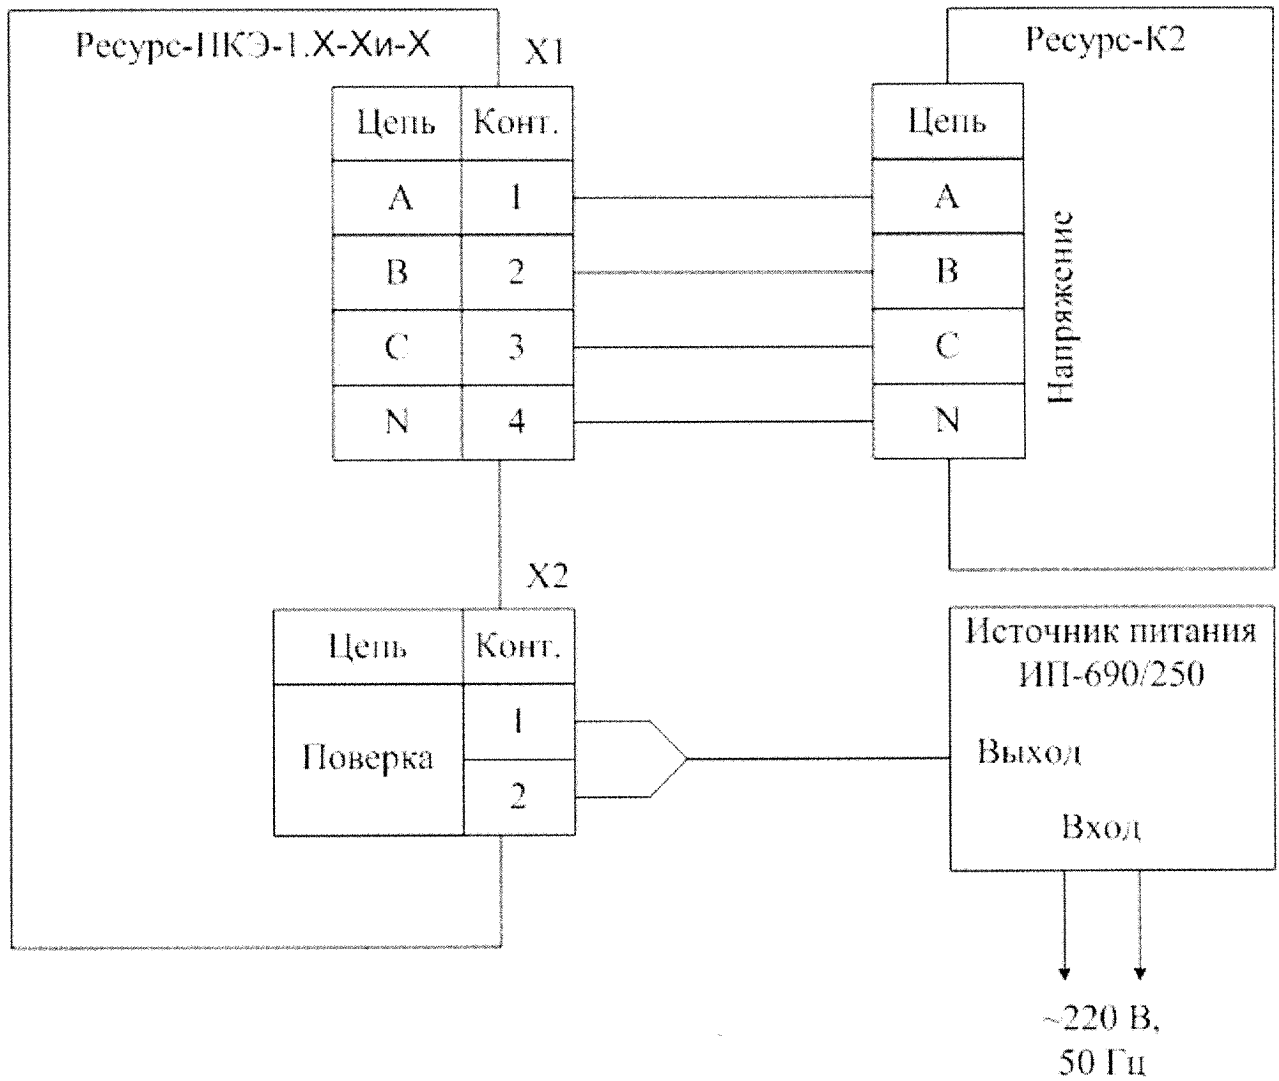 Ресурс-ПКЭ-1.Х-Хи-Х
X1
Цепь Конт.
A 1
B 2
C 3
N 4
Ресурс-К2
Цепь
A
B
C
N
Напряжение
X2
Цепь Конт.
Поверка
1
2
Источник питания
ИП-690/250
Выход
Вход
~220 В,
50 Гц